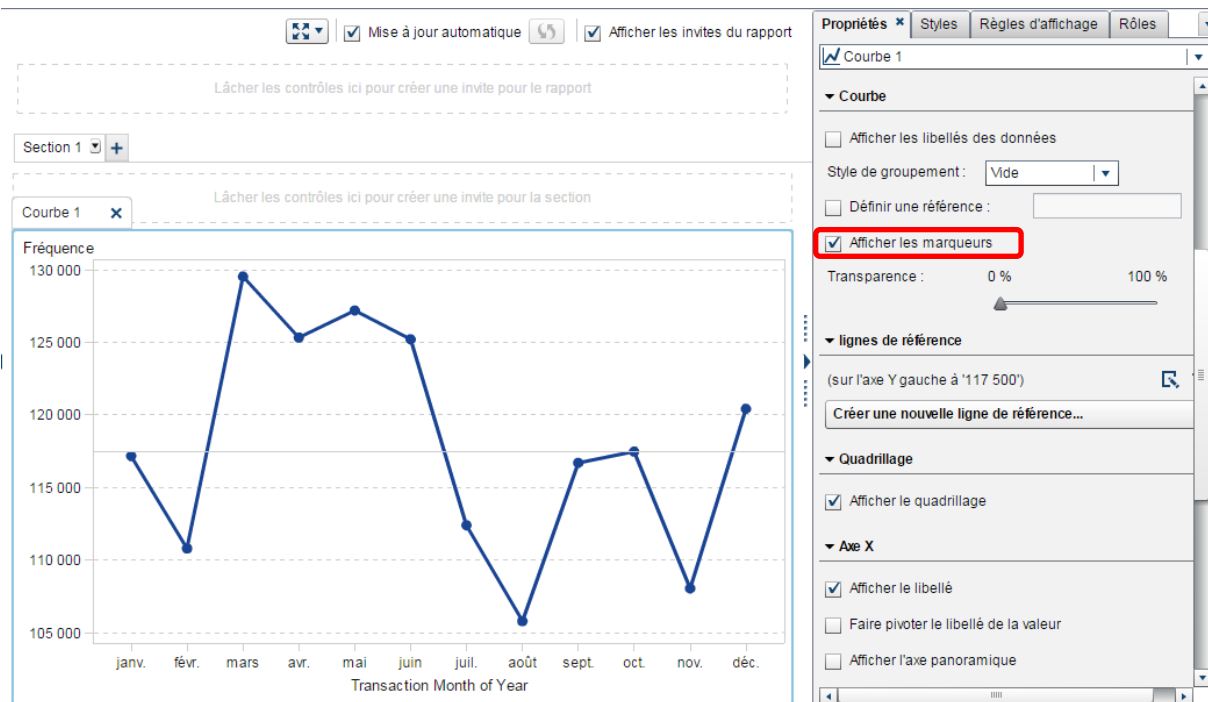 Mise à jour automatique
Afficher les invites du rapport
Lâcher les contrôles ici pour créer une invite pour le rapport
Section 1
Lâcher les contrôles ici pour créer une invite pour la section
Courbe 1
Fréquence
130 000
125 000
120 000
115 000
110 000
105 000
janv. févr. mars avr. mai juin juil. août sept. oct. nov. déc.
Transaction Month of Year
Propriétés Styles Règles d'affichage Rôles
Courbe 1
Courbe
Afficher les libellés des données
Style de groupement : Vide
Définir une référence :
Afficher les marqueurs
Transparence : 0 % 100 %
lignes de référence
(sur l'axe Y gauche à '117 500')
Créer une nouvelle ligne de référence...
Quadrillage
Afficher le quadrillage
Axe X
Afficher le libellé
Faire pivoter le libellé de la valeur
Afficher l'axe panoramique